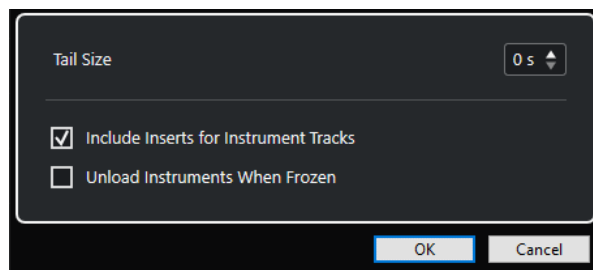 Tail Size
0 s
Include Inserts for Instrument Tracks
Unload Instruments When Frozen
OK
Cancel